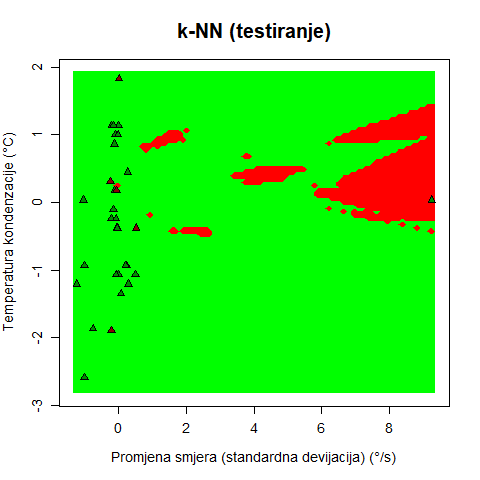 k-NN (testiranje)
Temperatura kondenzacije (°C)
2
1
0
-1
-2
-3
0 2 4 6 8
Promjena smjera (standardna devijacija) (°/s)